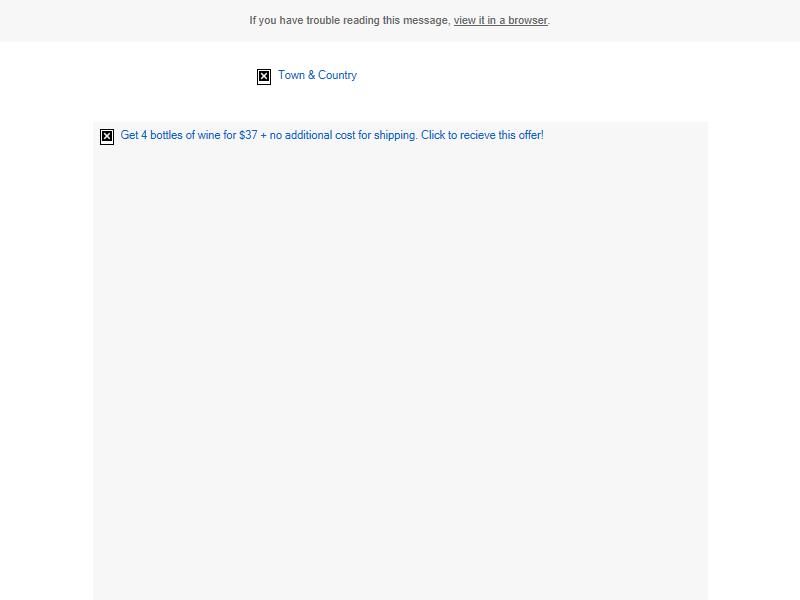 If you have trouble reading this message, view it in a browser.
Town & Country
Get 4 bottles of wine for $37 + no additional cost for shipping. Click to recieve this offer!